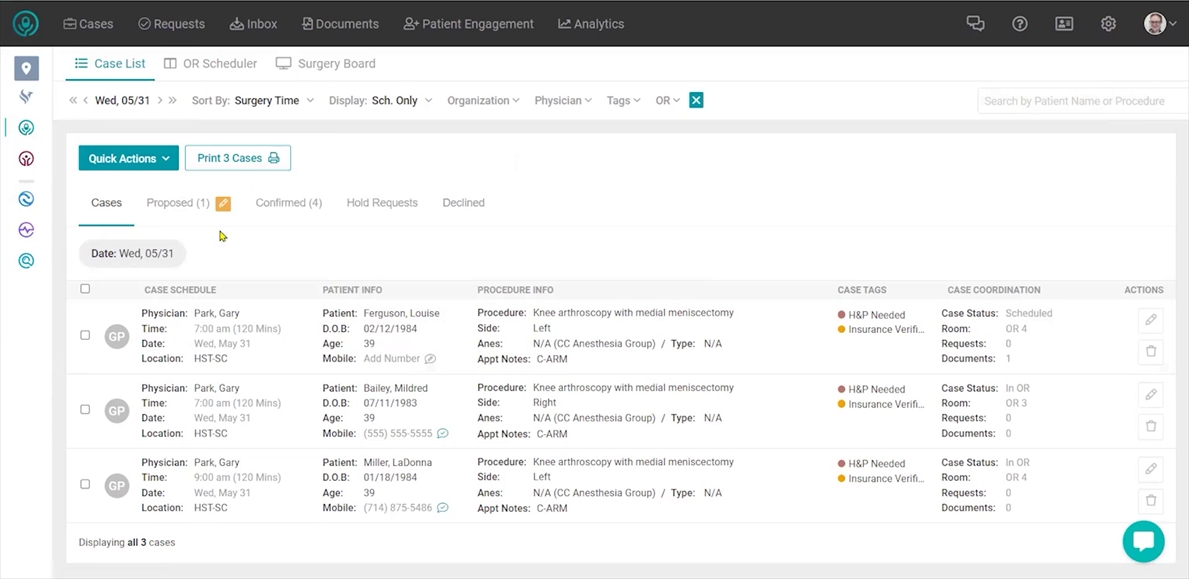 Cases Requests Inbox Documents Patient Engagement Analytics
Case List OR Scheduler Surgery Board
Wed, 05/31 Sort By: Surgery Time Display: Sch. Only Organization Physician Tags OR Search by Patient Name or Procedure
Quick Actions Print 3 Cases
Cases Proposed (1) Confirmed (4) Hold Requests Declined
Date: Wed, 05/31
CASE SCHEDULE PATIENT INFO PROCEDURE INFO CASE TAGS CASE COORDINATION ACTIONS
GP
Physician: Park, Gary
Time: 7:00 am (120 Mins)
Date: Wed, May 31
Location: HST-SC
Patient: Ferguson, Louise
D.O.B: 02/12/1984
Age: 39
Mobile: Add Number
Procedure: Knee arthroscopy with medial meniscectomy
Side: Left
Anes: N/A (CC Anesthesia Group) / Type: N/A
Appt Notes: C-ARM
H&P Needed
Insurance Verifi...
Case Status: Scheduled
Room: OR 4
Requests: 0
Documents: 1
GP
Physician: Park, Gary
Time: 7:00 am (120 Mins)
Date: Wed, May 31
Location: HST-SC
Patient: Bailey, Mildred
D.O.B: 07/11/1983
Age: 39
Mobile: (555) 555-5555
Procedure: Knee arthroscopy with medial meniscectomy
Side: Right
Anes: N/A (CC Anesthesia Group) / Type: N/A
Appt Notes: C-ARM
H&P Needed
Insurance Verifi...
Case Status: In OR
Room: OR 3
Requests: 0
Documents: 0
GP
Physician: Park, Gary
Time: 9:00 am (120 Mins)
Date: Wed, May 31
Location: HST-SC
Patient: Miller, LaDonna
D.O.B: 01/18/1984
Age: 39
Mobile: (714) 875-5486
Procedure: Knee arthroscopy with medial meniscectomy
Side: Left
Anes: N/A (CC Anesthesia Group) / Type: N/A
Appt Notes: C-ARM
H&P Needed
Insurance Verifi...
Case Status: In OR
Room: OR 4
Requests: 0
Documents: 0
Displaying all 3 cases